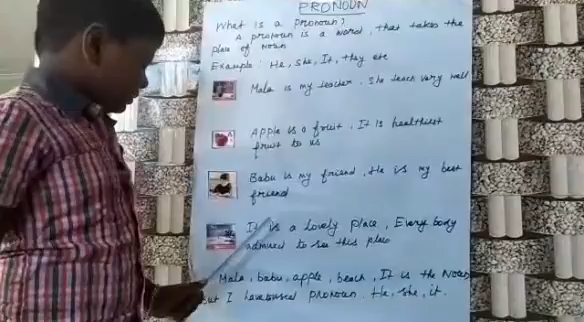 PRONOUN
What is a pronoun?
A pronoun is a word, that takes the
place of noun
Example: He, She, It, they etc
Mala is my teacher. She teach very well
Apple is a fruit. It is healthiest
fruit to us
Babu is my friend, He is my best
friend
It is a lovely place, Every body
admired to see this place
Mala, babu, apple, beach, It is the Noun
but I have used pronoun. He, she, it.